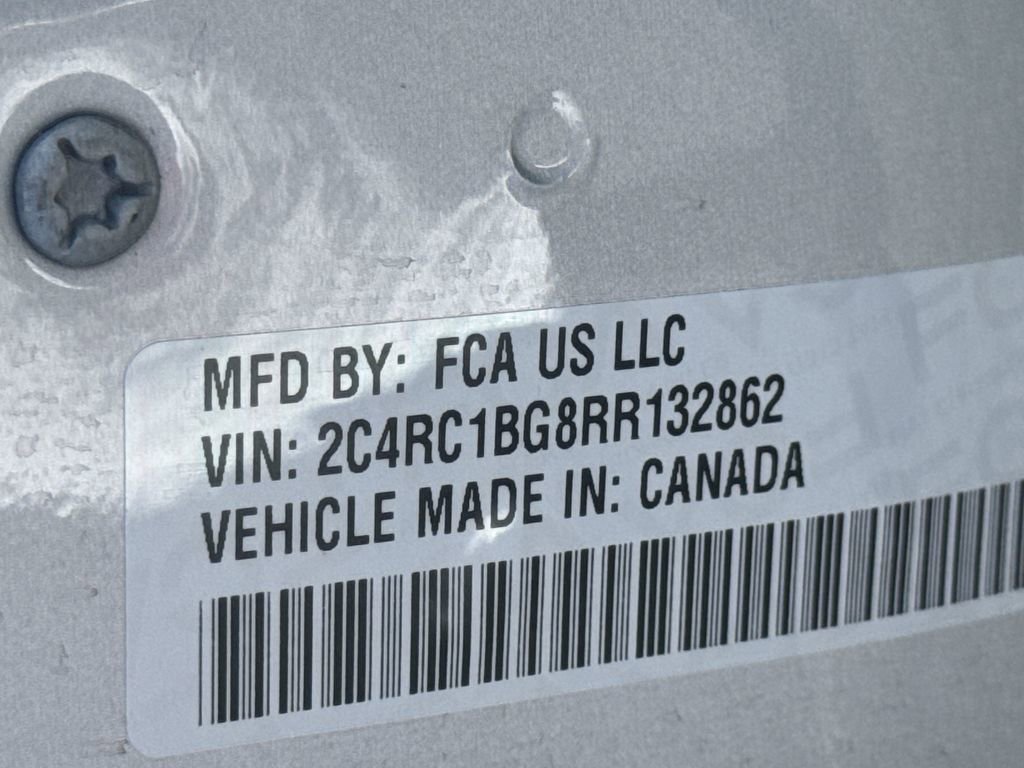 MFD BY: FCA US LLC
VIN: 2C4RC1BG8RR132862
VEHICLE MADE IN: CANADA